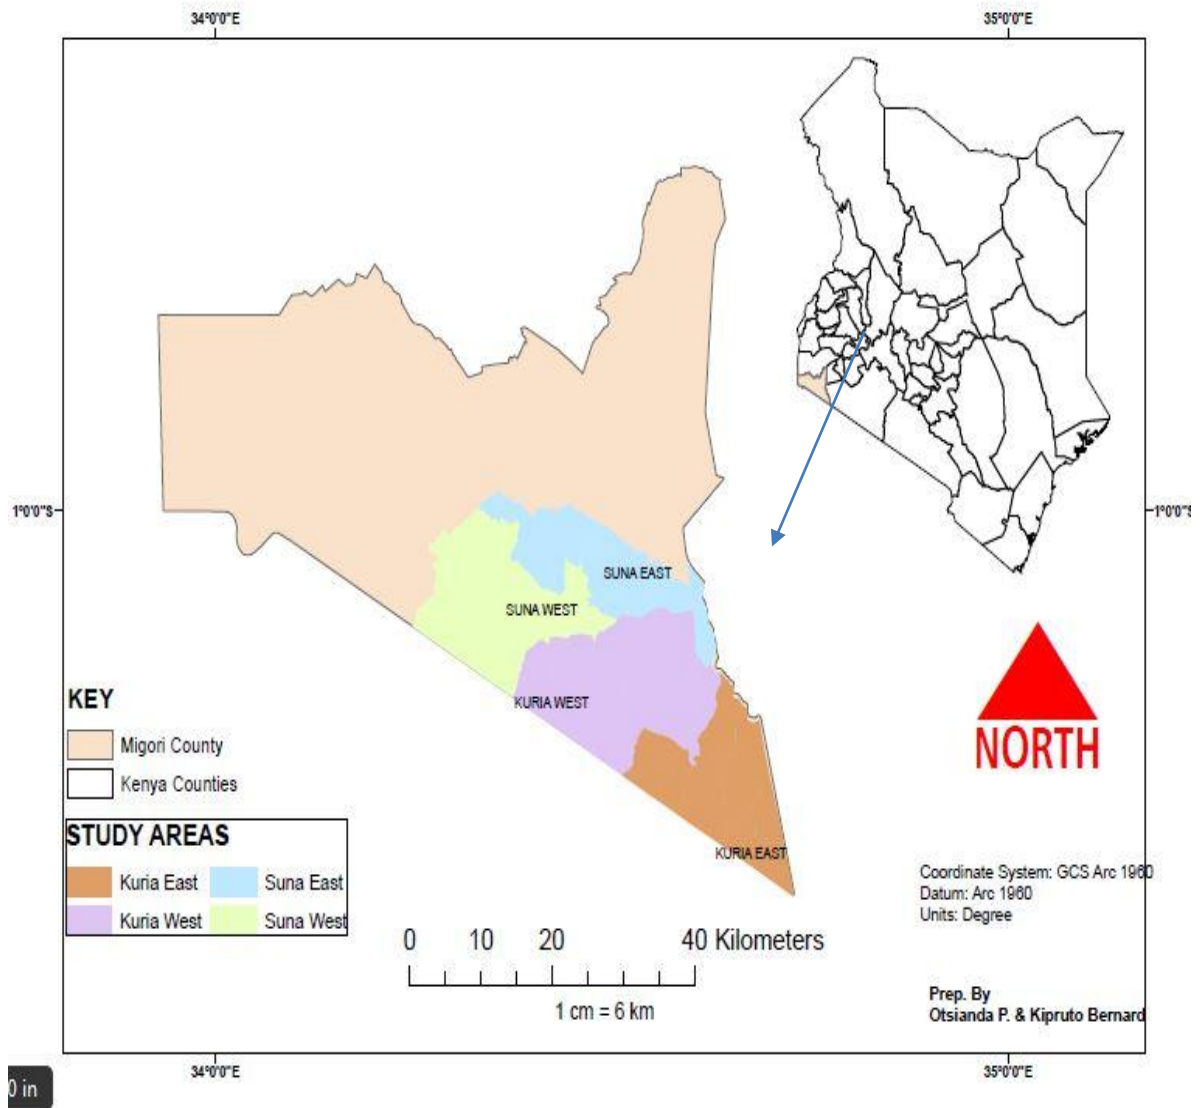 34°0'0"E 35°0'0"E
1°0'0"S 1°0'0"S
SUNA EAST
SUNA WEST
KURIA WEST
KURIA EAST
NORTH
KEY
Migori County
Kenya Counties
STUDY AREAS
Kuria East Suna East
Kuria West Suna West
0 10 20 40 Kilometers
1 cm = 6 km
Coordinate System: GCS Arc 1960
Datum: Arc 1960
Units: Degree
Prep. By
Otsianda P. & Kipruto Bernard
34°0'0"E 35°0'0"E
0 in